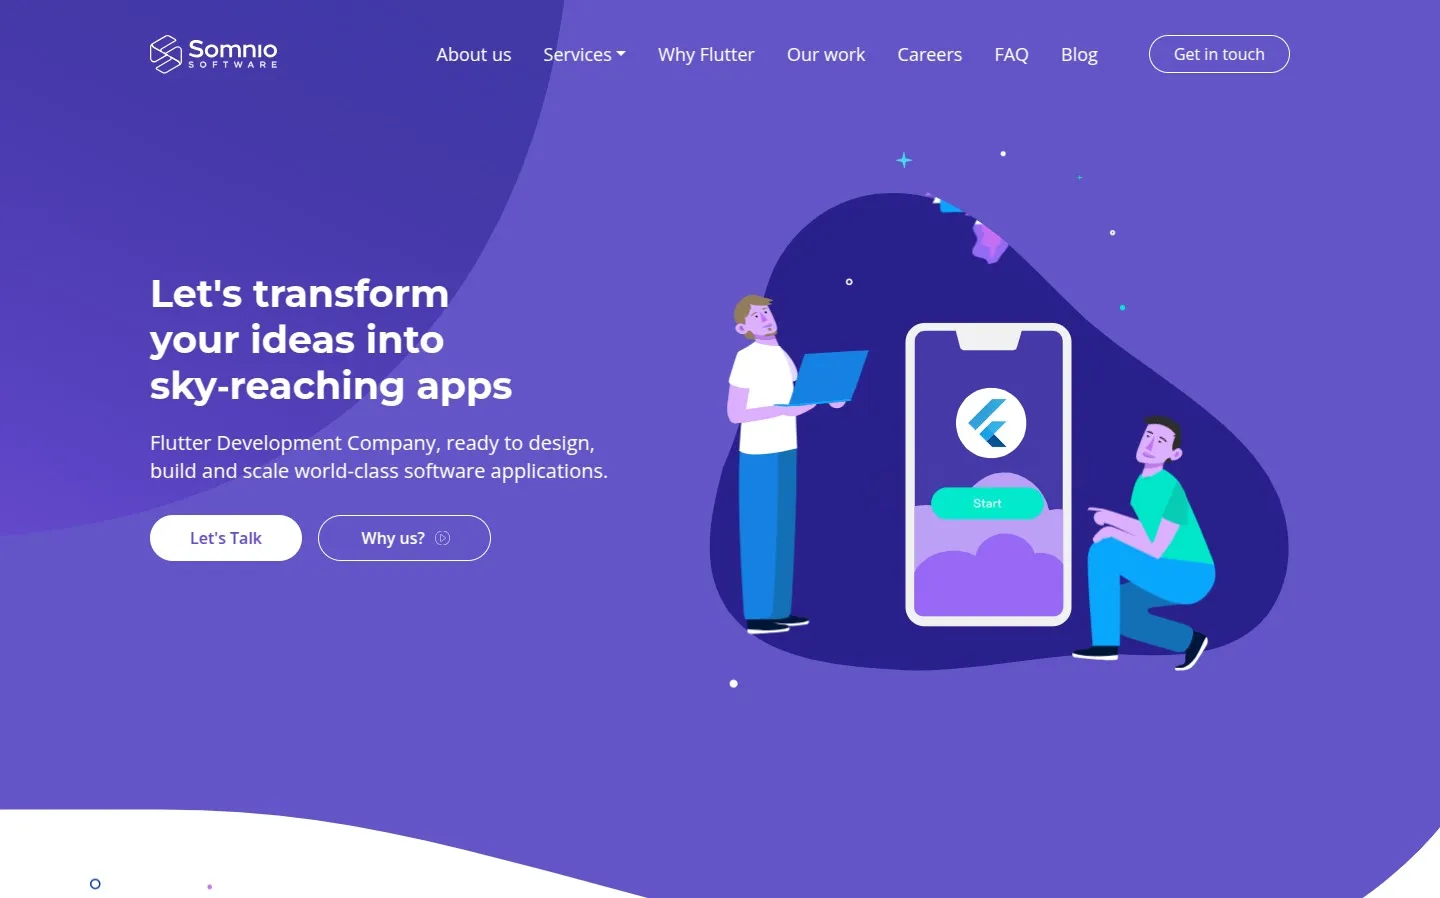 Somnio
SOFTWARE
About us
Services
Why Flutter
Our work
Careers
FAQ
Blog
Get in touch
Let's transform
your ideas into
sky-reaching apps
Flutter Development Company, ready to design,
build and scale world-class software applications.
Let's Talk
Why us?
Start